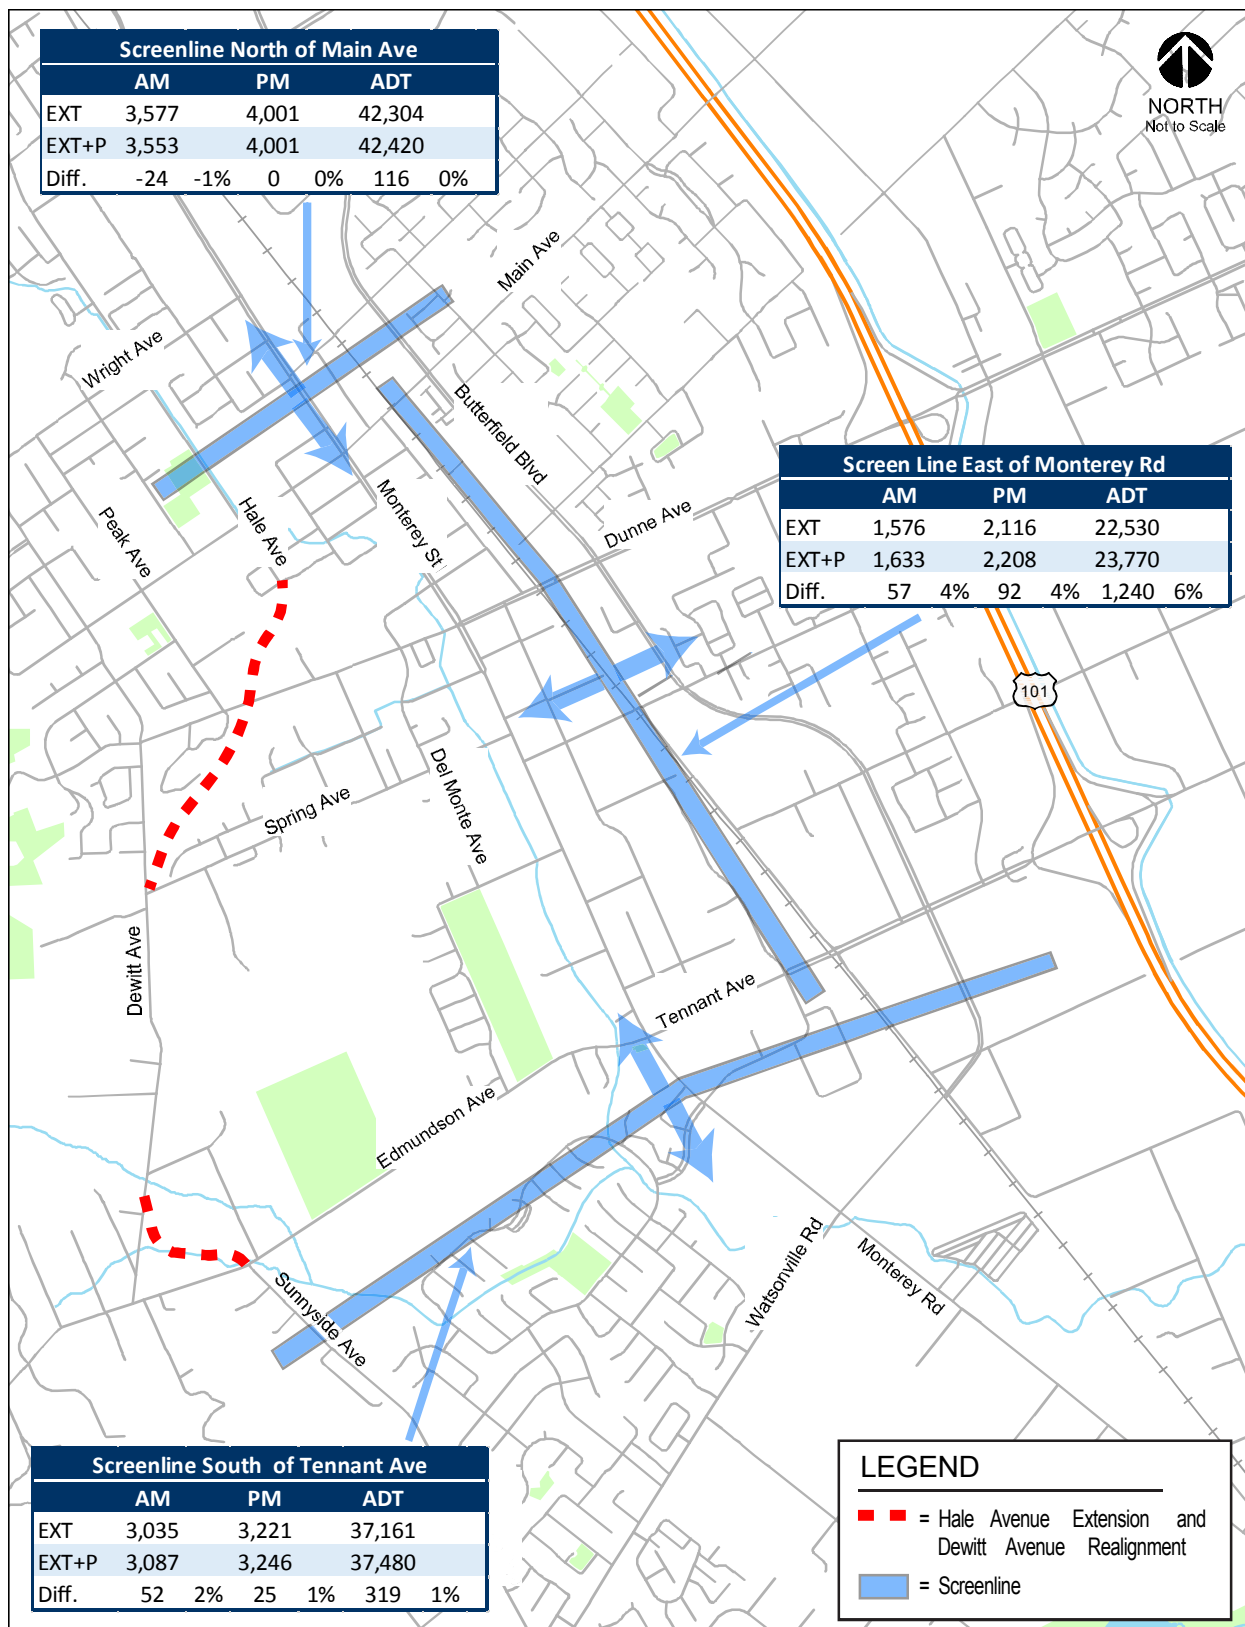 Screenline North of Main Ave
AM PM ADT
EXT 3,577 4,001 42,304
EXT+P 3,553 4,001 42,420
Diff. -24 -1% 0 0% 116 0%
NORTH
Not to Scale
Main Ave
Wright Ave
Butterfield Blvd
Screen Line East of Monterey Rd
AM PM ADT
EXT 1,576 2,116 22,530
EXT+P 1,633 2,208 23,770
Diff. 57 4% 92 4% 1,240 6%
Peak Ave
Hale Ave
Monterey St
Dunne Ave
101
Del Monte Ave
Spring Ave
Dewitt Ave
Tennant Ave
Edmundson Ave
Sunnyside Ave
Watsonville Rd
Monterey Rd
Screenline South of Tennant Ave
AM PM ADT
EXT 3,035 3,221 37,161
EXT+P 3,087 3,246 37,480
Diff. 52 2% 25 1% 319 1%
LEGEND
= Hale Avenue Extension and
Dewitt Avenue Realignment
= Screenline